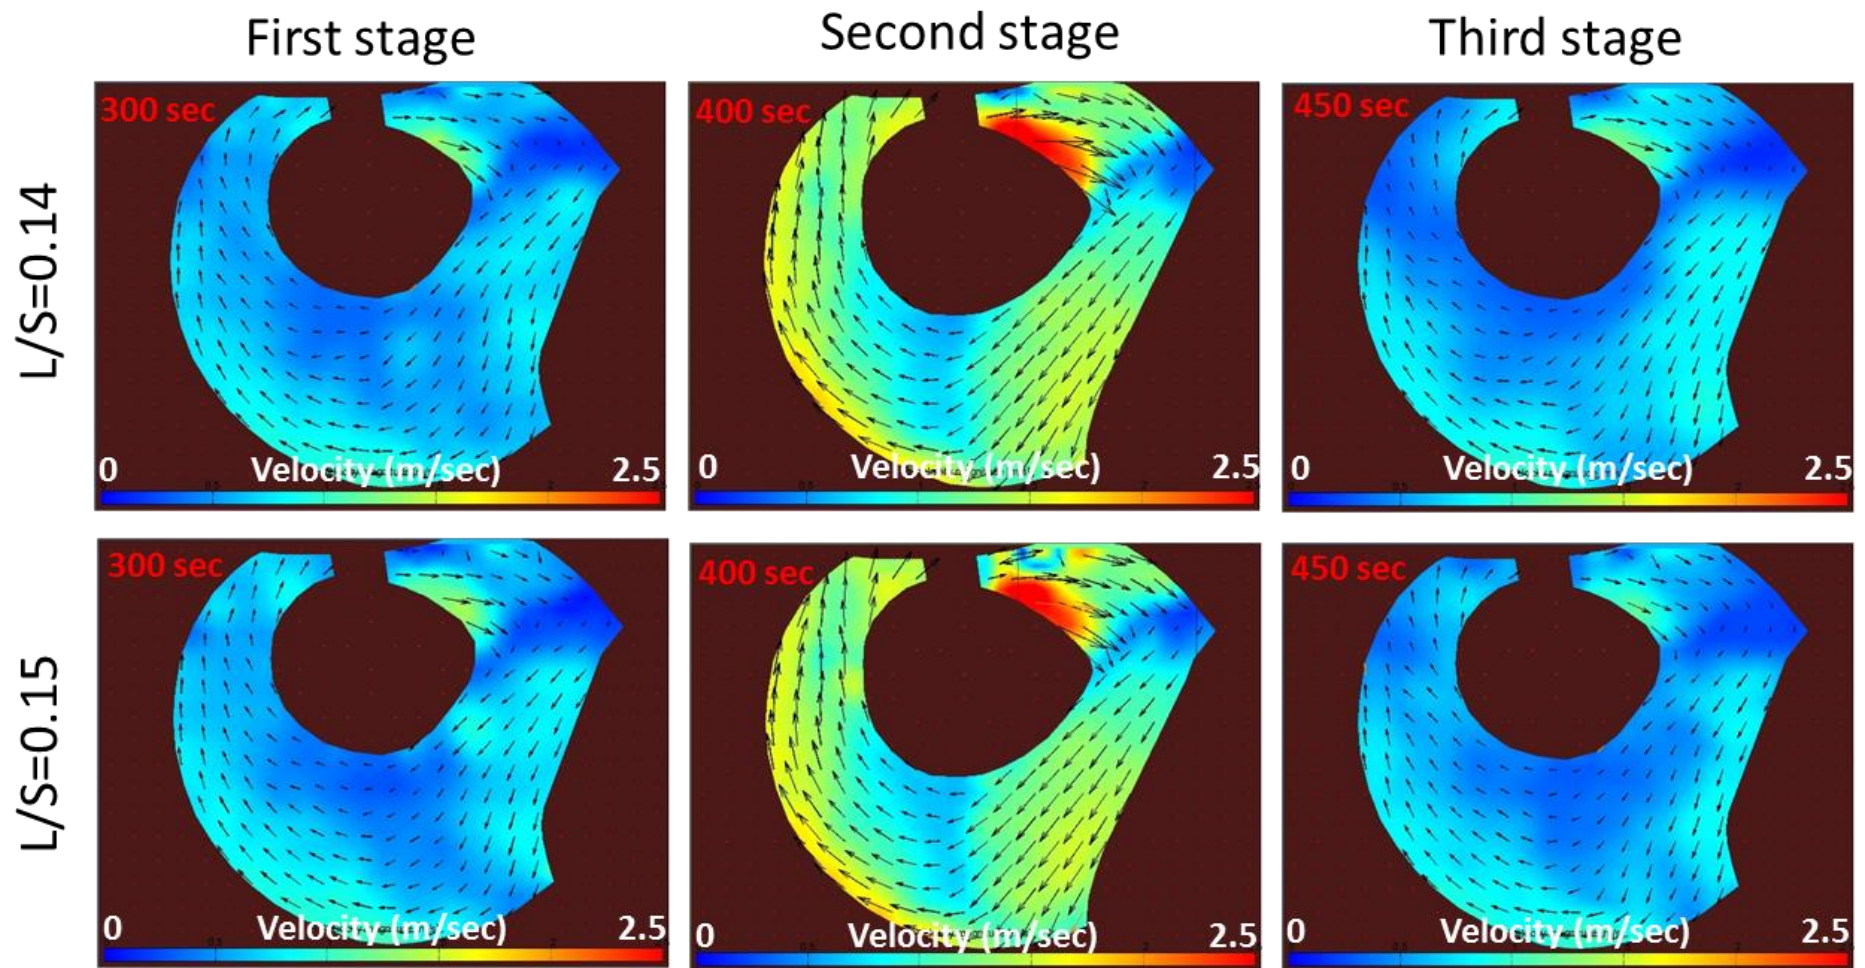 First stage
Second stage
Third stage
L/S=0.14
300 sec
400 sec
450 sec
0 Velocity (m/sec) 2.5
0 Velocity (m/sec) 2.5
0 Velocity (m/sec) 2.5
L/S=0.15
300 sec
400 sec
450 sec
0 Velocity (m/sec) 2.5
0 Velocity (m/sec) 2.5
0 Velocity (m/sec) 2.5